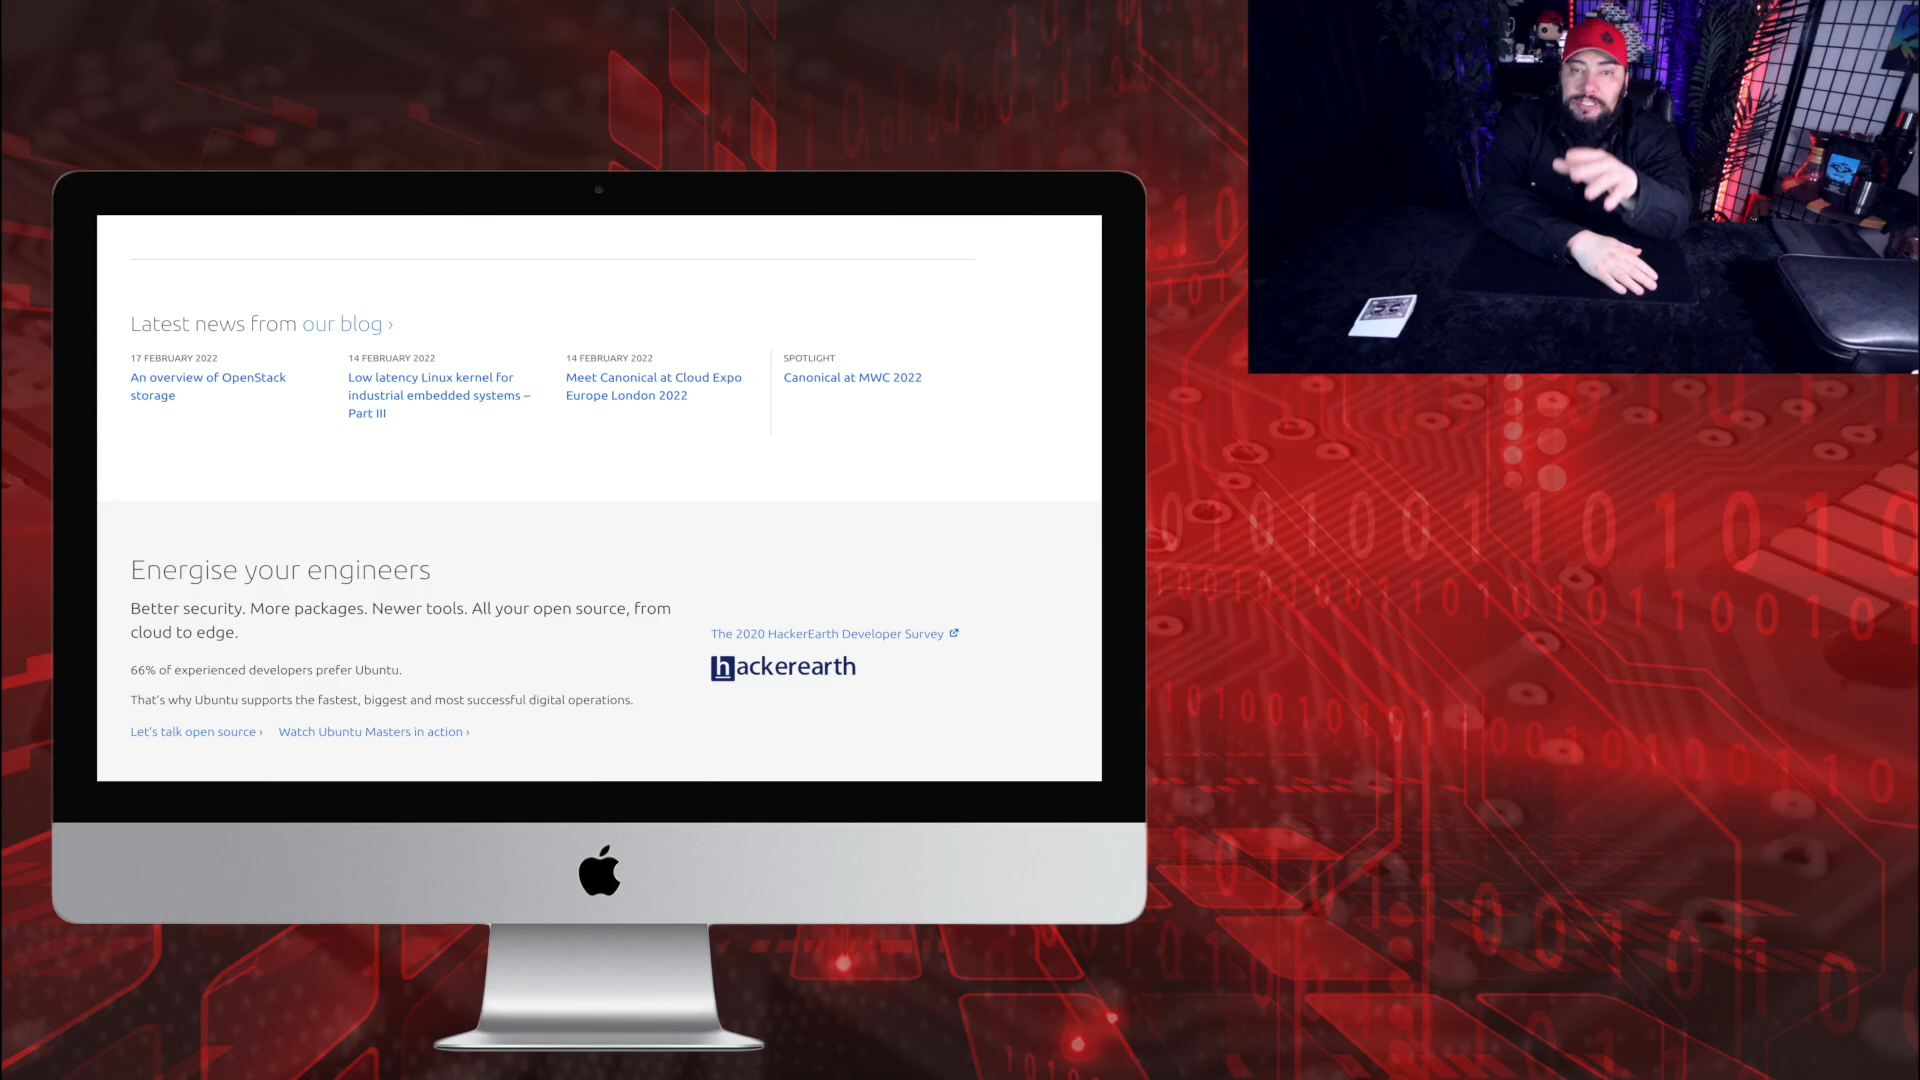 Latest news from our blog ›
17 FEBRUARY 2022
An overview of OpenStack
storage
14 FEBRUARY 2022
Low latency Linux kernel for
industrial embedded systems –
Part III
14 FEBRUARY 2022
Meet Canonical at Cloud Expo
Europe London 2022
SPOTLIGHT
Canonical at MWC 2022
Energise your engineers
Better security. More packages. Newer tools. All your open source, from
cloud to edge.
66% of experienced developers prefer Ubuntu.
That's why Ubuntu supports the fastest, biggest and most successful digital operations.
Let's talk open source ›
Watch Ubuntu Masters in action ›
The 2020 HackerEarth Developer Survey
hackerearth